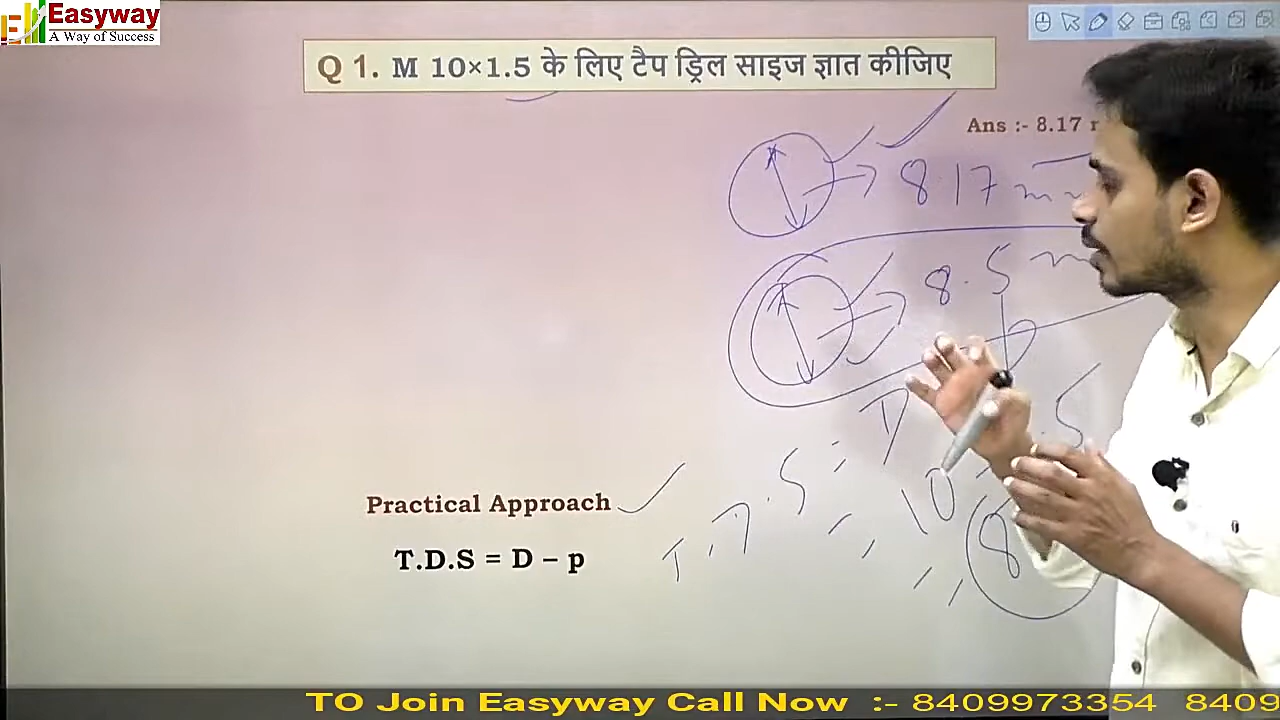 Easyway
A Way of Success
Q 1. M 10×1.5 के लिए टैप ड्रिल साइज ज्ञात कीजिए
Ans :- 8.17
8.17 m
8.5 m
Practical Approach
T.D.S = D – p
T.D.S = D
= 10
TO Join Easyway Call Now :- 8409973354 8409